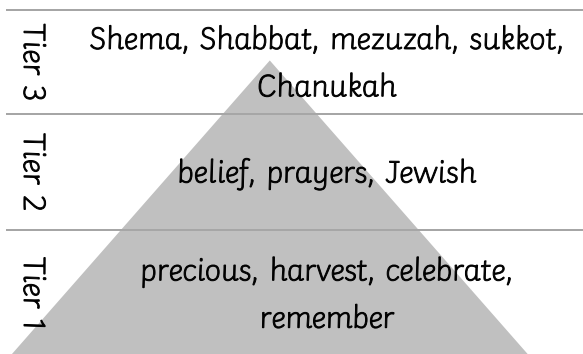 Tier 3
Shema, Shabbat, mezuzah, sukkot,
Chanukah
Tier 2
belief, prayers, Jewish
Tier 1
precious, harvest, celebrate,
remember